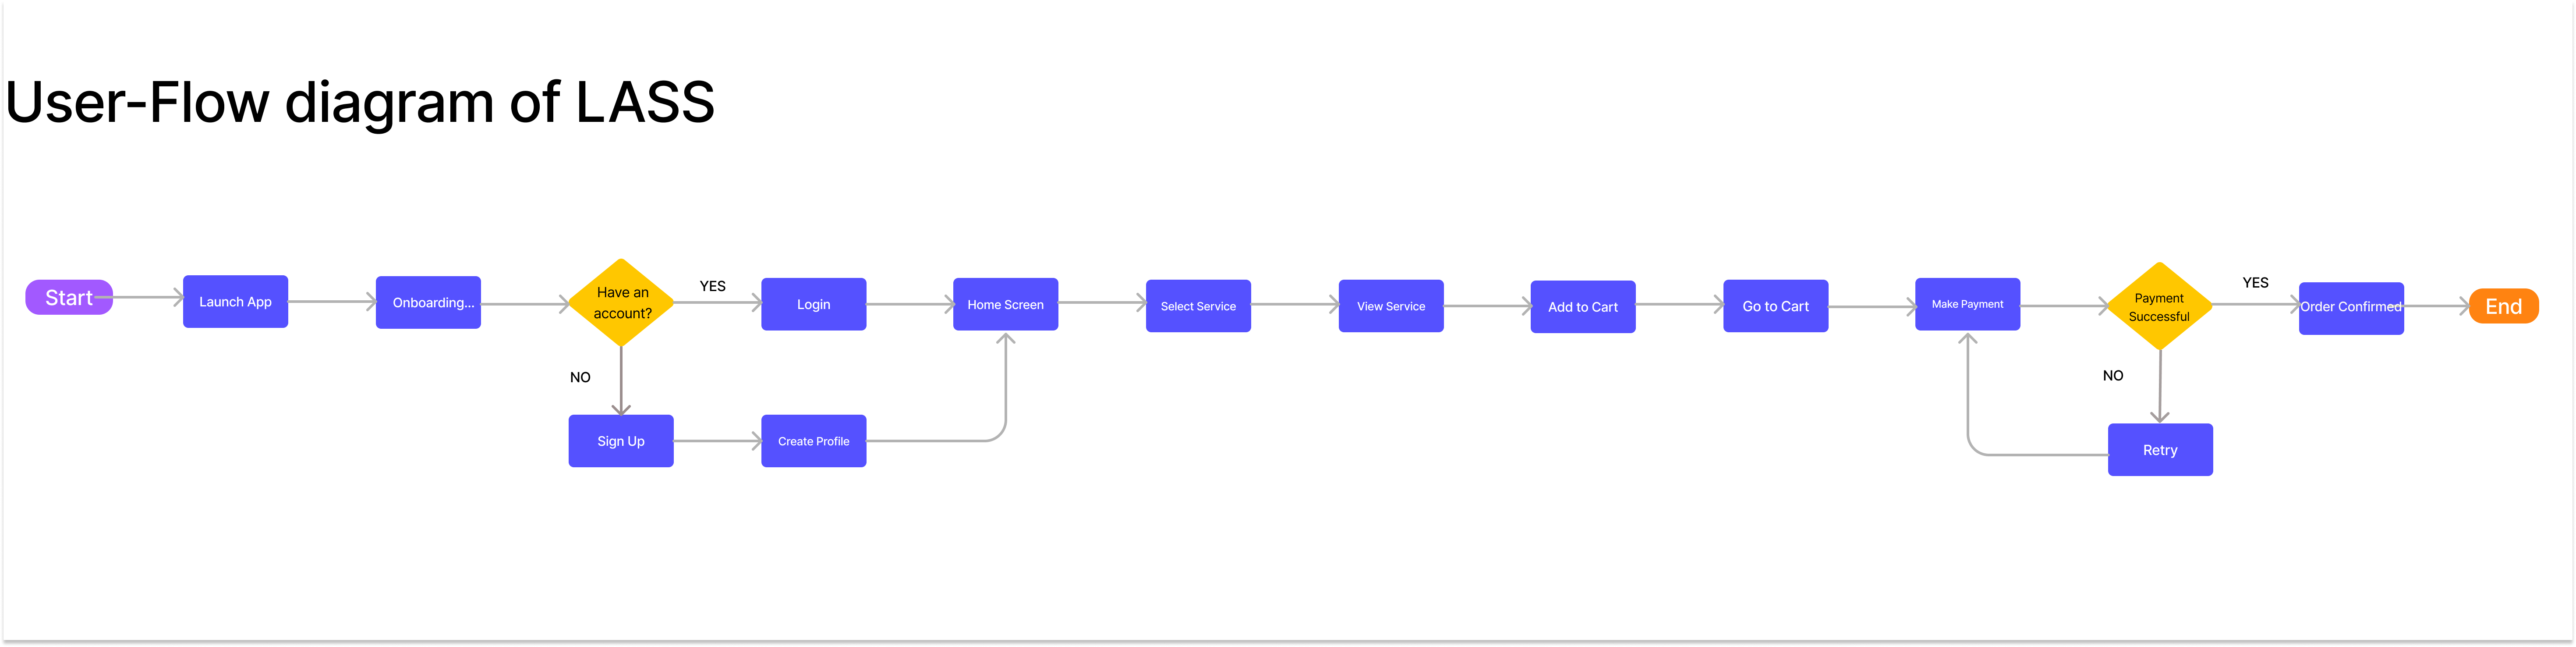 User-Flow diagram of LASS
Start
Launch App
Onboarding...
Have an
account?
YES
Login
Home Screen
Select Service
View Service
Add to Cart
Go to Cart
Make Payment
Payment
Successful
YES
Order Confirmed
End
NO
Sign Up
Create Profile
NO
Retry